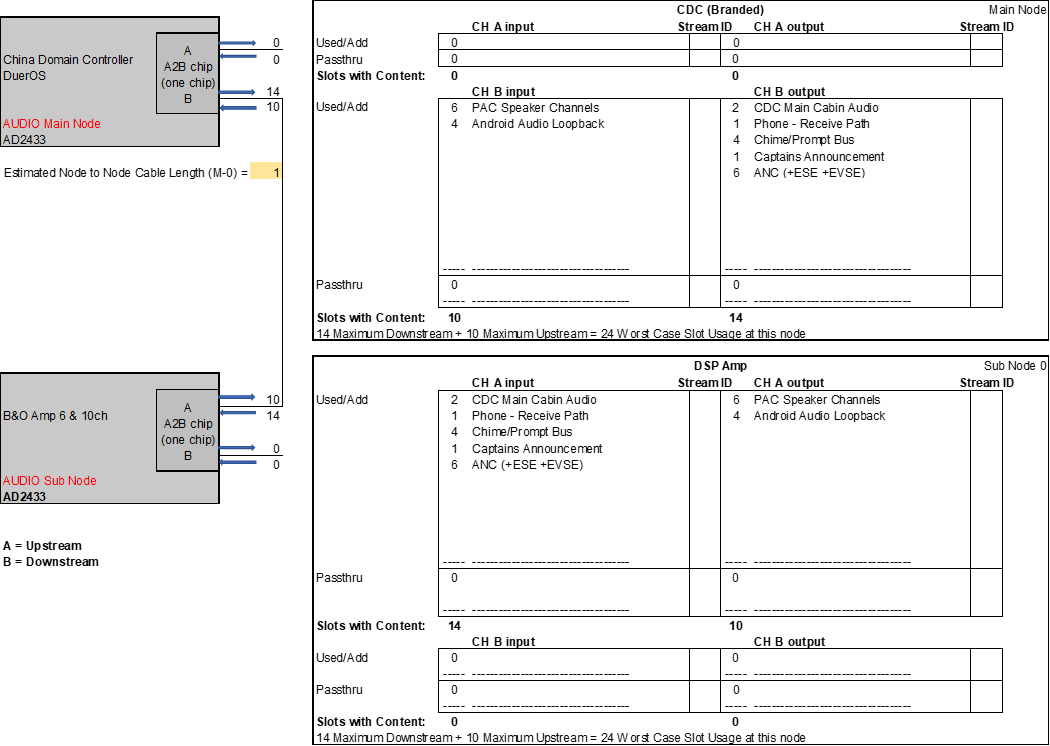 CDC (Branded) Main Node
CH A input Stream ID CH A output Stream ID
Used/Add 0 0
Passthru 0 0
Slots with Content: 0 0
CH B input CH B output
Used/Add 6 PAC Speaker Channels 2 CDC Main Cabin Audio
4 Android Audio Loopback 1 Phone - Receive Path
4 Chime/Prompt Bus
1 Captains Announcement
6 ANC (+ESE +EVSE)
----- ------------------------------------ ----- ------------------------------------
Passthru 0 0
----- ------------------------------------ ----- ------------------------------------
Slots with Content: 10 14
14 Maximum Downstream + 10 Maximum Upstream = 24 Worst Case Slot Usage at this node
China Domain Controller
DuerOS
A
A2B chip
(one chip)
B
0
0
14
10
AUDIO Main Node
AD2433
Estimated Node to Node Cable Length (M-0) = 1
DSP Amp Sub Node 0
CH A input Stream ID CH A output Stream ID
Used/Add 2 CDC Main Cabin Audio 6 PAC Speaker Channels
1 Phone - Receive Path 4 Android Audio Loopback
4 Chime/Prompt Bus
1 Captains Announcement
6 ANC (+ESE +EVSE)
----- ------------------------------------ ----- ------------------------------------
Passthru 0 0
----- ------------------------------------ ----- ------------------------------------
Slots with Content: 14 10
CH B input CH B output
Used/Add 0 0
----- ------------------------------------ ----- ------------------------------------
Passthru 0 0
----- ------------------------------------ ----- ------------------------------------
Slots with Content: 0 0
14 Maximum Downstream + 10 Maximum Upstream = 24 Worst Case Slot Usage at this node
B&O Amp 6 & 10ch
A
A2B chip
(one chip)
B
10
14
0
0
AUDIO Sub Node
AD2433
A = Upstream
B = Downstream